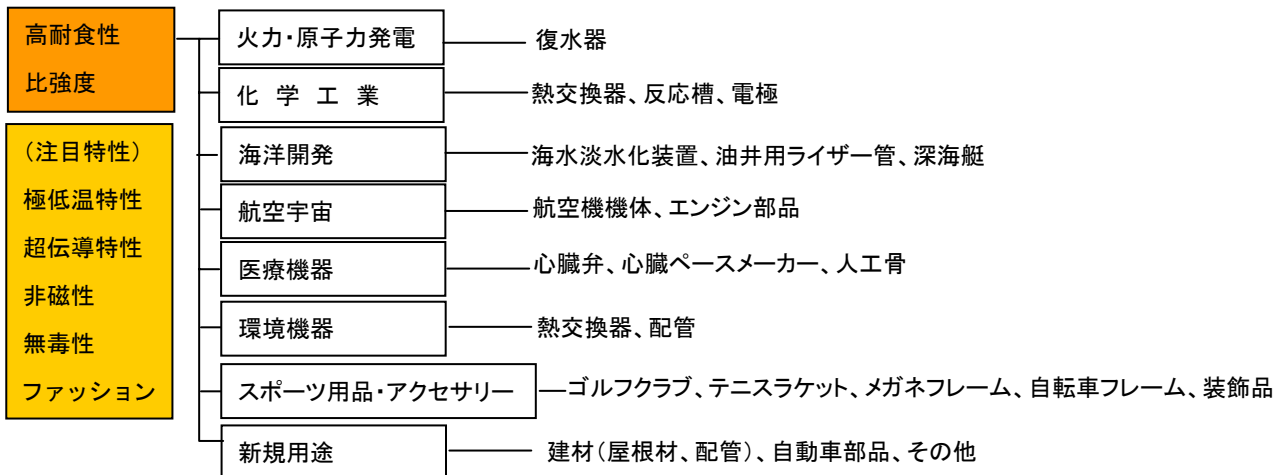 高耐食性
比強度
(注目特性)
極低温特性
超伝導特性
非磁性
無毒性
ファッション
火力・原子力発電 復水器
化 学 工 業 熱交換器、反応槽、電極
海洋開発 海水淡水化装置、油井用ライザー管、深海艇
航空宇宙 航空機機体、エンジン部品
医療機器 心臓弁、心臓ペースメーカー、人工骨
環境機器 熱交換器、配管
スポーツ用品・アクセサリー ゴルフクラブ、テニスラケット、メガネフレーム、自転車フレーム、装飾品
新規用途 建材(屋根材、配管)、自動車部品、その他